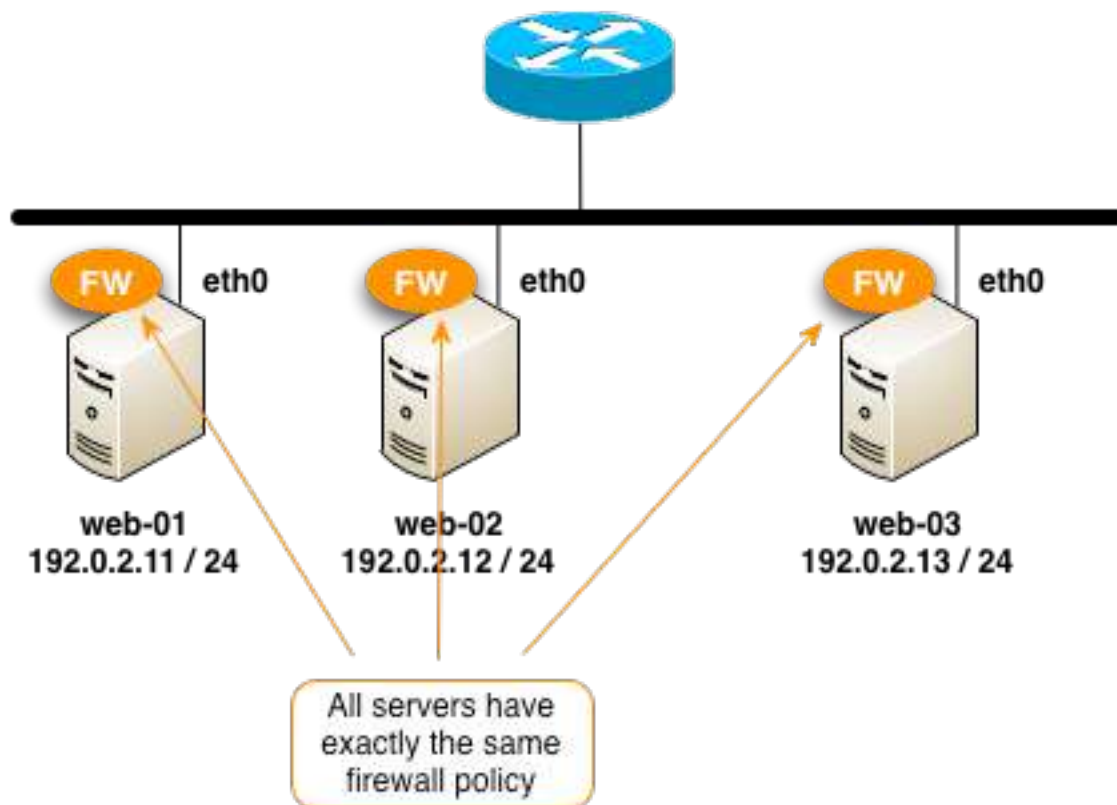 FW eth0
FW eth0
FW eth0
web-01
192.0.2.11 / 24
web-02
192.0.2.12 / 24
web-03
192.0.2.13 / 24
All servers have
exactly the same
firewall policy